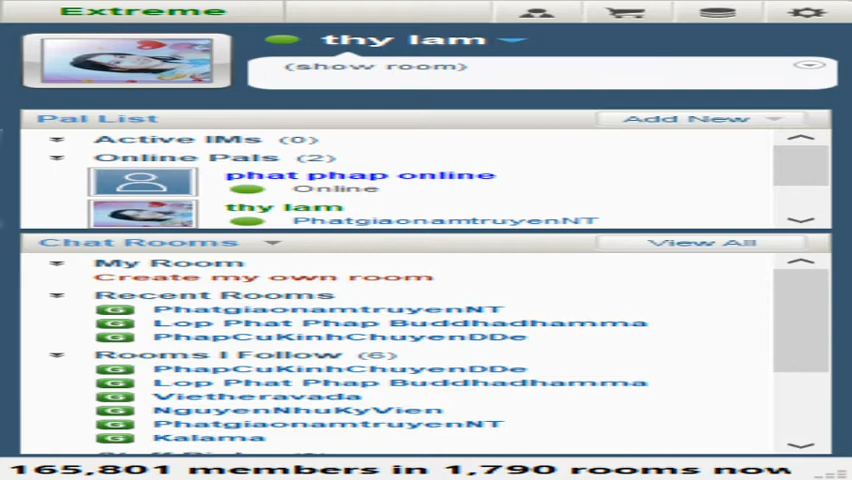 Extreme
thy lam
(show room)
Pal List
Add New
Active IMs (0)
Online Pals (2)
phat phap online
Online
thy lam
PhatgiaonamtruyenNT
Chat Rooms
View All
My Room
Create my own room
Recent Rooms
G PhatgiaonamtruyenNT
G Lop Phat Phap Buddhadhamma
G PhapCuKinhChuyenDDe
Rooms I Follow (6)
G PhapCuKinhChuyenDDe
G Lop Phat Phap Buddhadhamma
G Vietheravada
G NguyenNhuKyVien
G PhatgiaonamtruyenNT
G Kalama
165,801 members in 1,790 rooms now